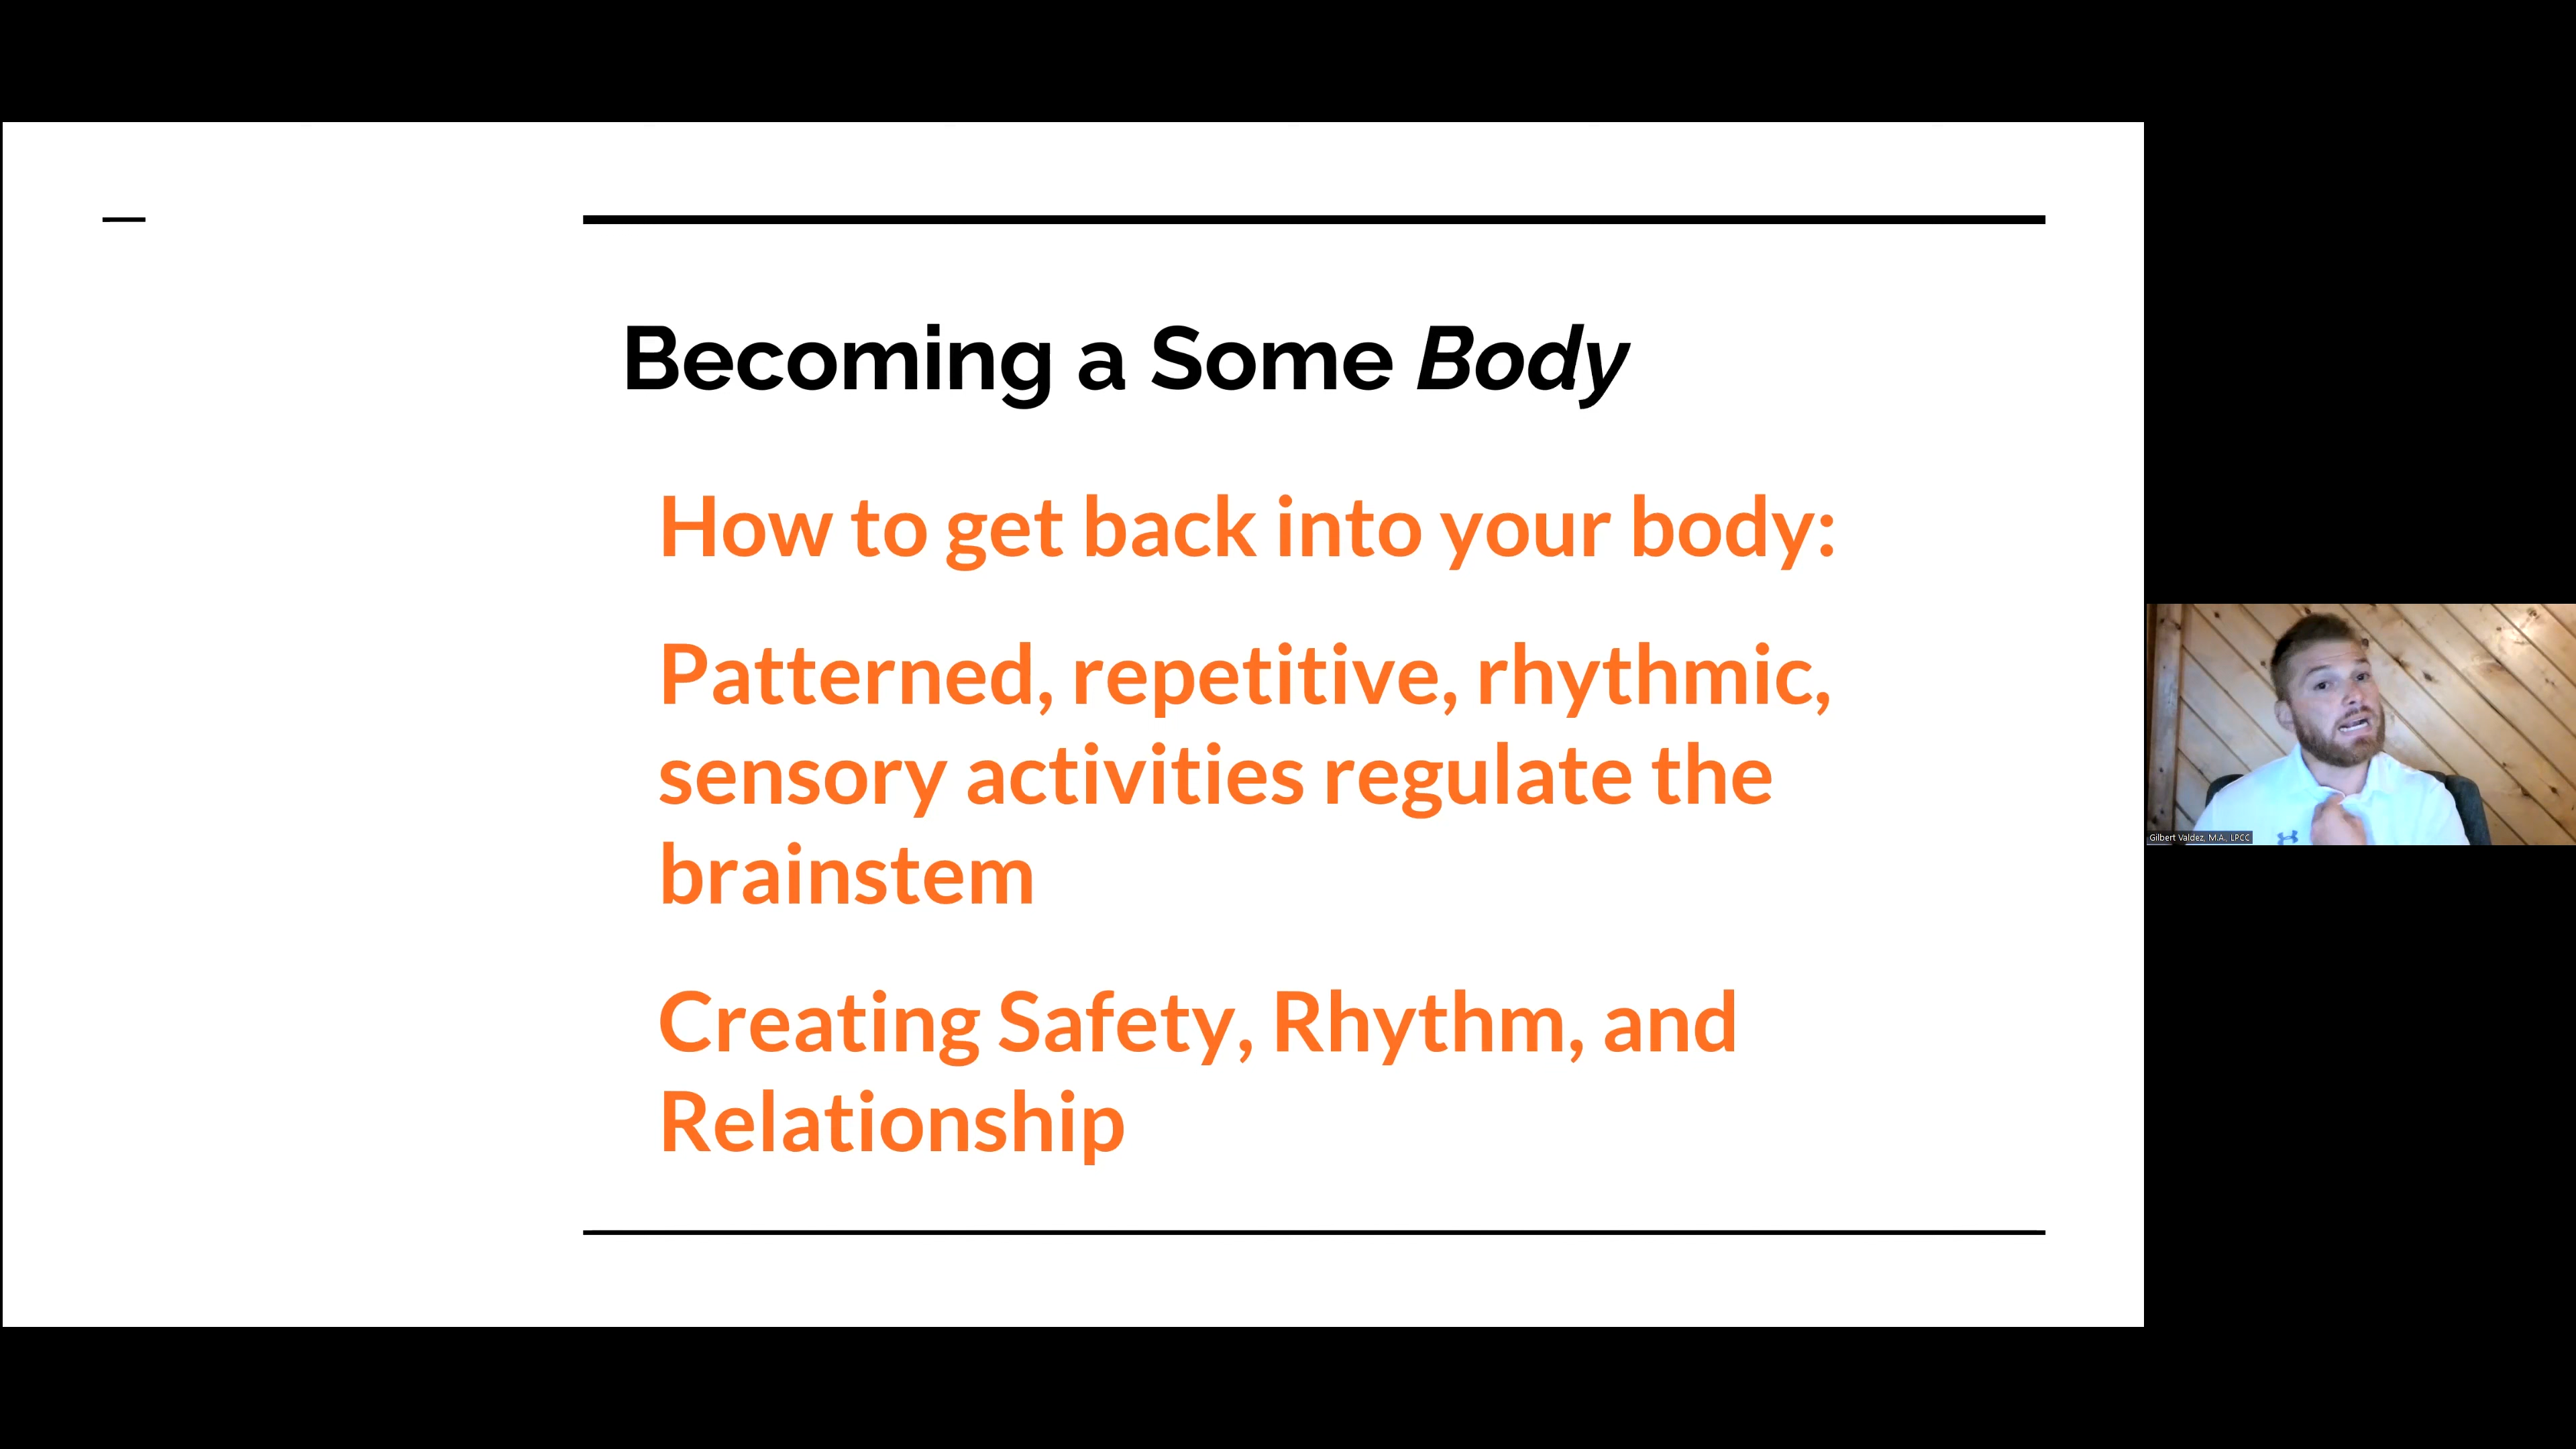 Becoming a Some Body
How to get back into your body:
Patterned, repetitive, rhythmic,
sensory activities regulate the
brainstem
Creating Safety, Rhythm, and
Relationship
Gilbert Valdez, M.A., LPCC